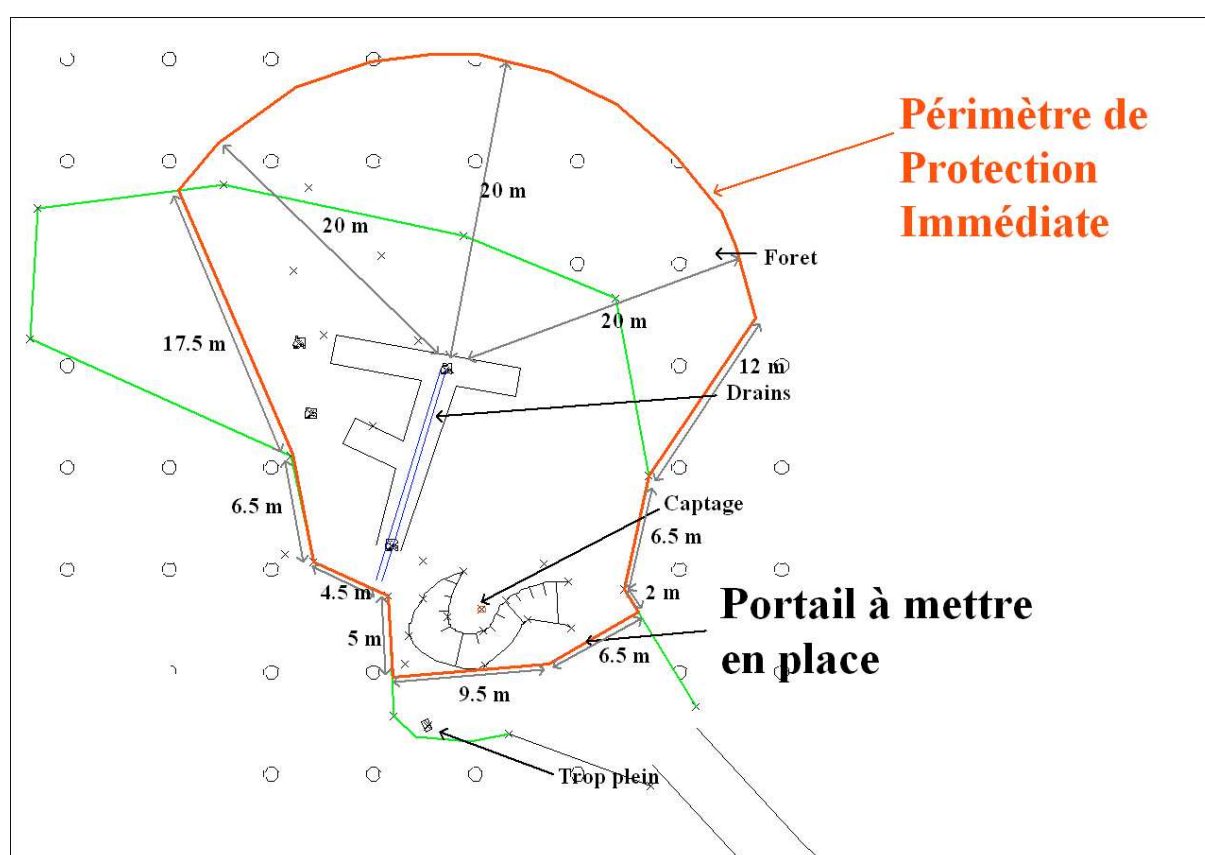 Périmètre de
Protection
Immédiate
20 m
20 m
Foret
20 m
17.5 m
12 m
Drains
Captage
6.5 m
6.5 m
4.5 m
2 m
Portail à mettre
en place
5 m
6.5 m
9.5 m
Trop plein